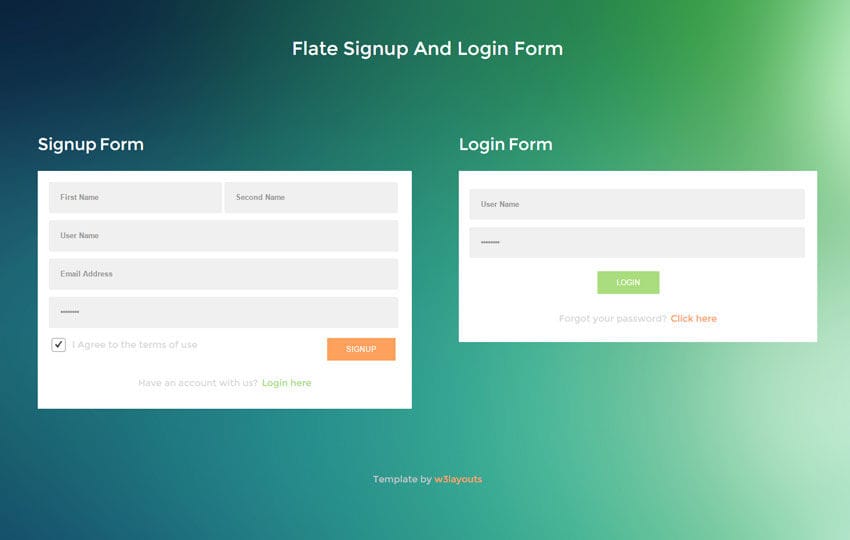 Flate Signup And Login Form
Signup Form
First Name Second Name
User Name
Email Address
••••••••
I Agree to the terms of use
SIGNUP
Have an account with us? Login here
Login Form
User Name
••••••••
LOGIN
Forgot your password? Click here
Template by w3layouts